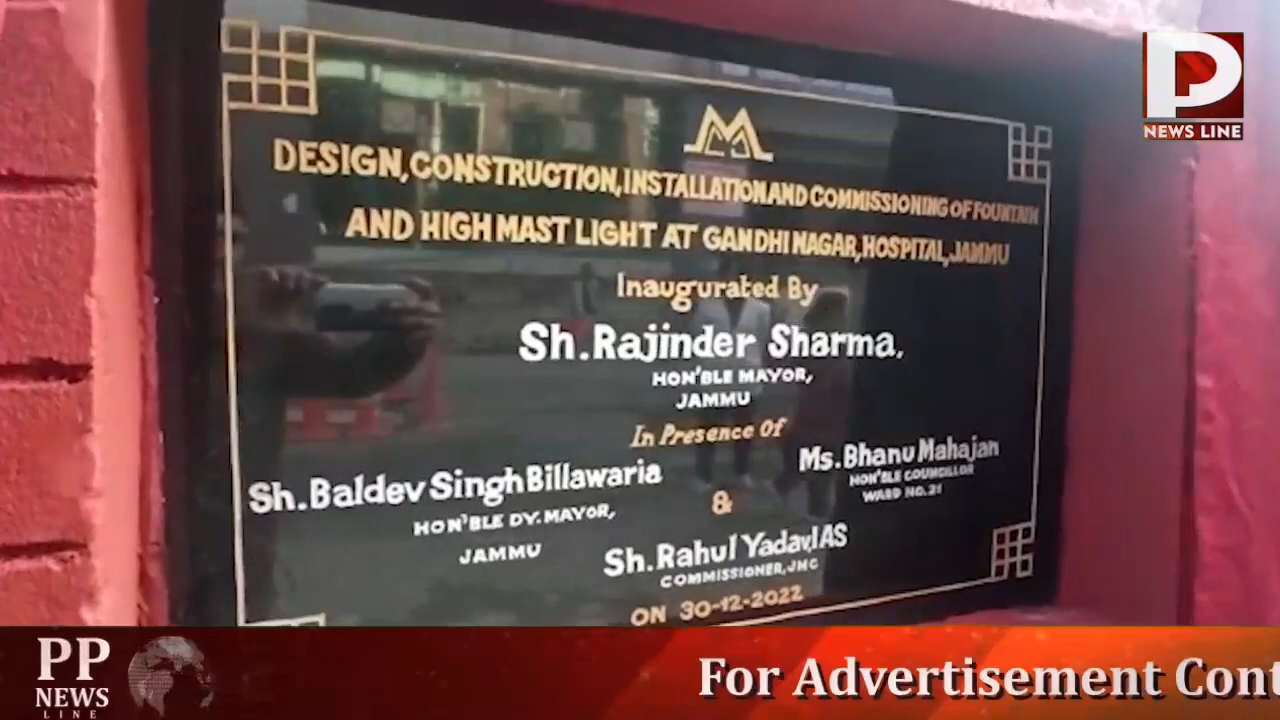 P
NEWS LINE
DESIGN, CONSTRUCTION, INSTALLATION AND COMMISSIONING OF FOUNTAIN
AND HIGH MAST LIGHT AT GANDHI NAGAR, HOSPITAL, JAMMU
Inaugurated By
Sh. Rajinder Sharma.
HON'BLE MAYOR,
JAMMU
In Presence Of
Sh. Baldev Singh Billawaria
HON'BLE DY. MAYOR,
JAMMU
&
Ms. Bhanu Mahajan
HON'BLE COUNCILLOR
WARD NO. 21
Sh. Rahul Yadav, IAS
COMMISSIONER, JMC
ON 30-12-2022
PP
NEWS
LINE
For Advertisement Cont